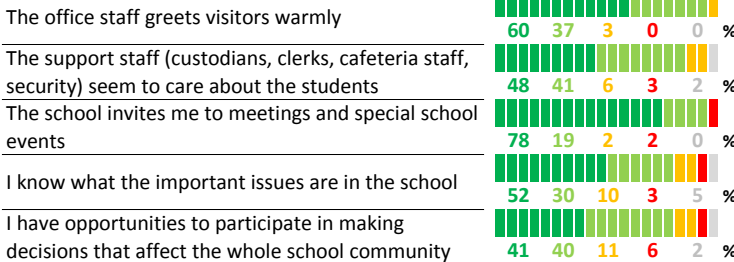 The office staff greets visitors warmly
60 37 3 0 0 %
The support staff (custodians, clerks, cafeteria staff,
security) seem to care about the students
48 41 6 3 2 %
The school invites me to meetings and special school
events
78 19 2 2 0 %
I know what the important issues are in the school
52 30 10 3 5 %
I have opportunities to participate in making
decisions that affect the whole school community
41 40 11 6 2 %